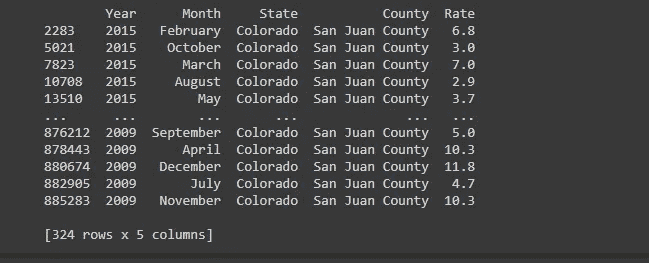 Year Month State County Rate
2283 2015 February Colorado San Juan County 6.8
5021 2015 October Colorado San Juan County 3.0
7823 2015 March Colorado San Juan County 7.0
10708 2015 August Colorado San Juan County 2.9
13510 2015 May Colorado San Juan County 3.7
... ... ... ... ... ...
876212 2009 September Colorado San Juan County 5.0
878443 2009 April Colorado San Juan County 10.3
880674 2009 December Colorado San Juan County 11.8
882905 2009 July Colorado San Juan County 4.7
885283 2009 November Colorado San Juan County 10.3
[324 rows x 5 columns]